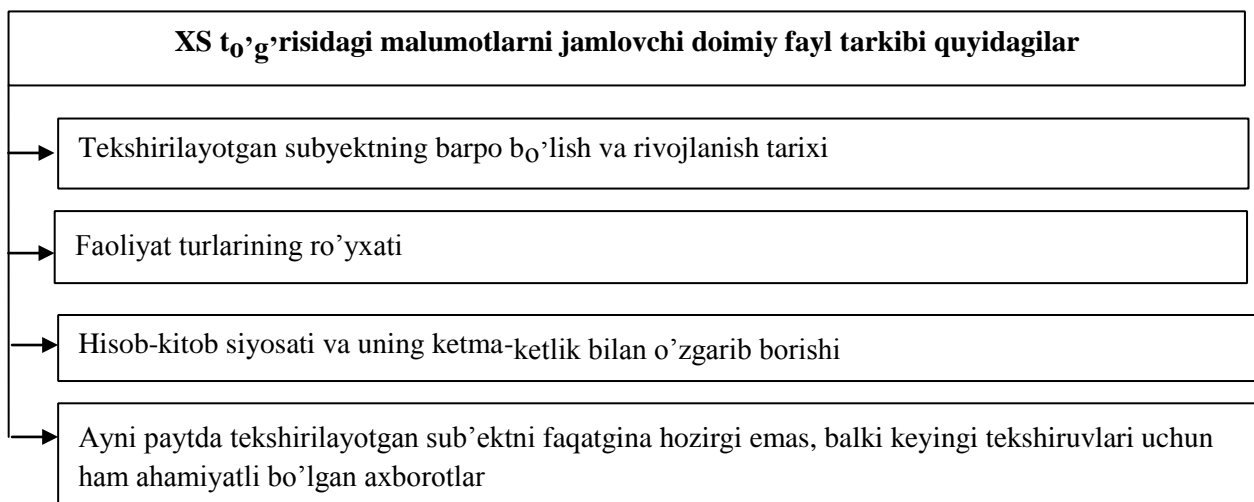 XS to’g’risidagi malumotlarni jamlovchi doimiy fayl tarkibi quyidagilar
Tekshirilayotgan subyektning barpo bo’lish va rivojlanish tarixi
Faoliyat turlarining ro’yxati
Hisob-kitob siyosati va uning ketma-ketlik bilan o’zgarib borishi
Ayni paytda tekshirilayotgan sub’ektni faqatgina hozirgi emas, balki keyingi tekshiruvlari uchun
ham ahamiyatli bo’lgan axborotlar